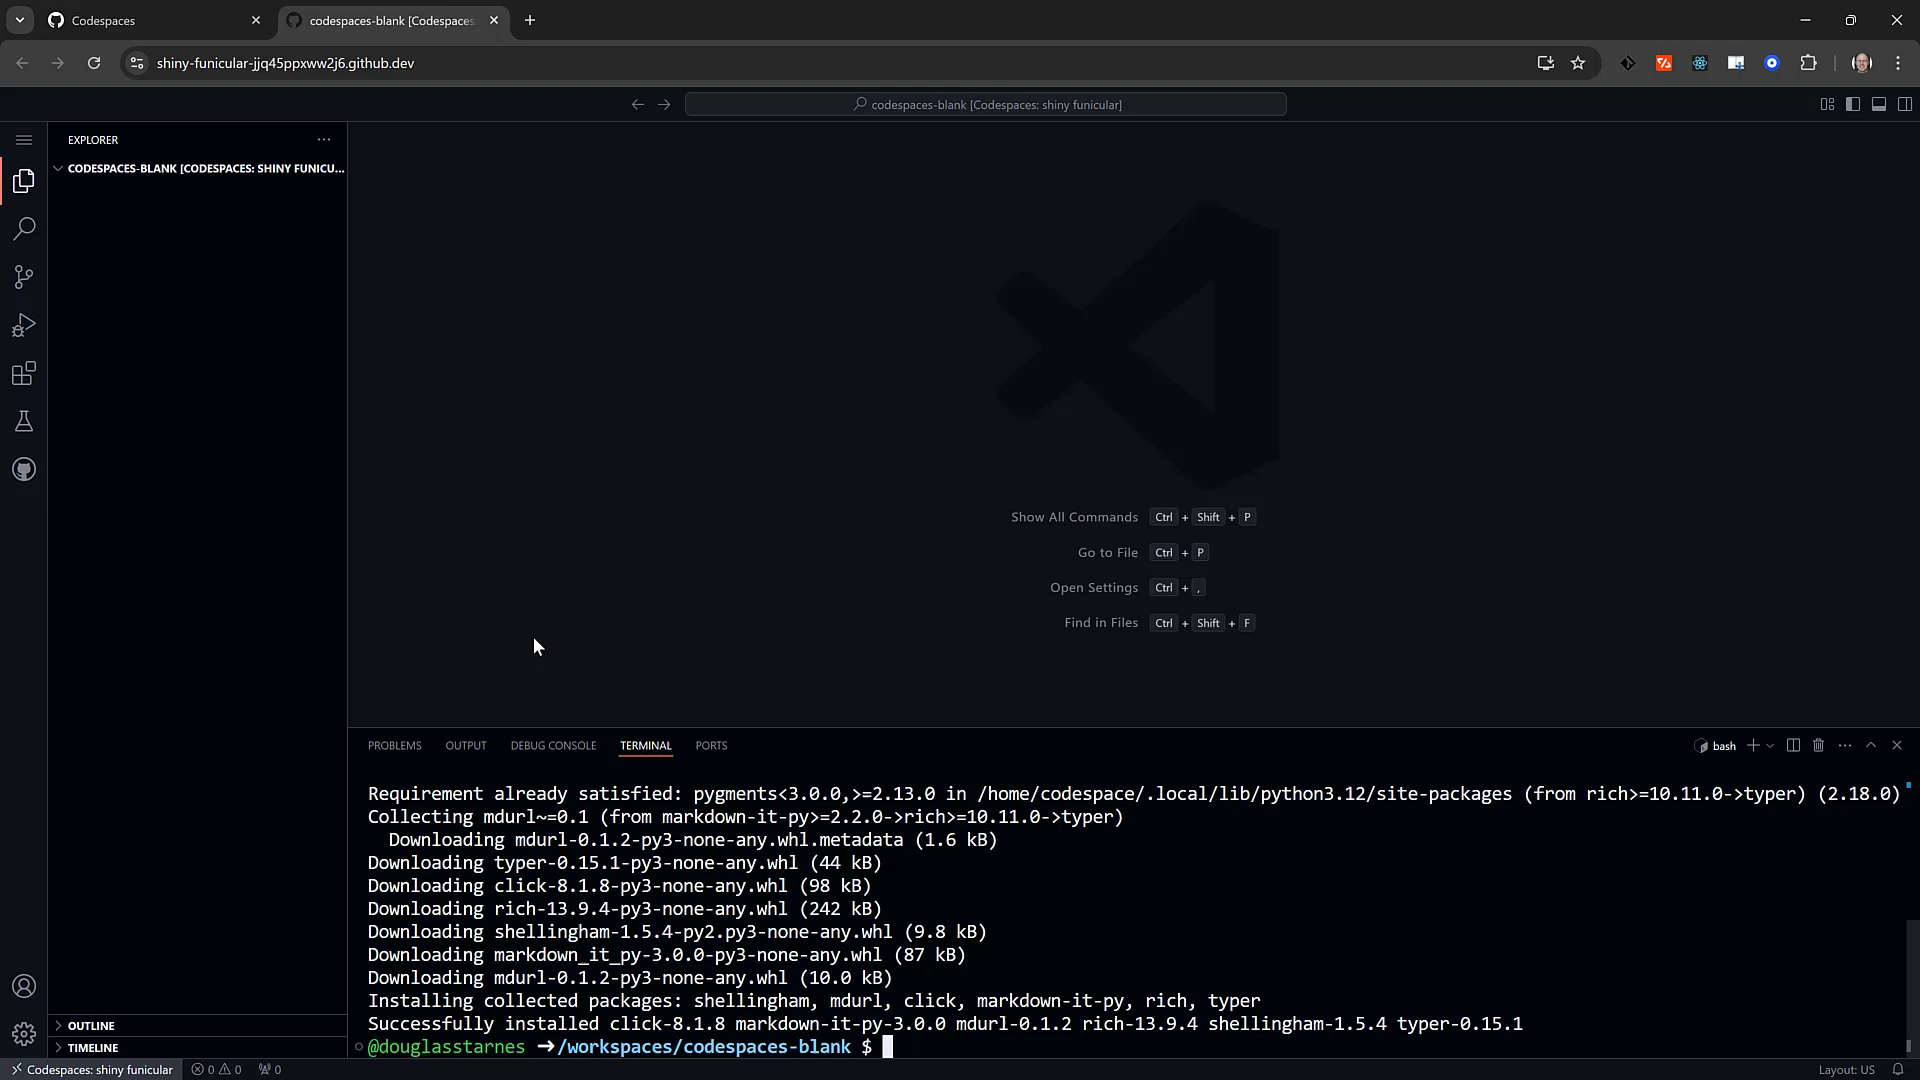 Codespaces
codespaces-blank [Codespaces
shiny-funicular-jjq45ppxww2j6.github.dev
codespaces-blank [Codespaces: shiny funicular]
EXPLORER
CODESPACES-BLANK [CODESPACES: SHINY FUNICU...
Show All Commands Ctrl + Shift + P
Go to File Ctrl + P
Open Settings Ctrl + ,
Find in Files Ctrl + Shift + F
PROBLEMS OUTPUT DEBUG CONSOLE TERMINAL PORTS
bash
Requirement already satisfied: pygments<3.0.0,>=2.13.0 in /home/codespace/.local/lib/python3.12/site-packages (from rich>=10.11.0->typer) (2.18.0)
Collecting mdurl~=0.1 (from markdown-it-py>=2.2.0->rich>=10.11.0->typer)
Downloading mdurl-0.1.2-py3-none-any.whl.metadata (1.6 kB)
Downloading typer-0.15.1-py3-none-any.whl (44 kB)
Downloading click-8.1.8-py3-none-any.whl (98 kB)
Downloading rich-13.9.4-py3-none-any.whl (242 kB)
Downloading shellingham-1.5.4-py2.py3-none-any.whl (9.8 kB)
Downloading markdown_it_py-3.0.0-py3-none-any.whl (87 kB)
Downloading mdurl-0.1.2-py3-none-any.whl (10.0 kB)
Installing collected packages: shellingham, mdurl, click, markdown-it-py, rich, typer
Successfully installed click-8.1.8 markdown-it-py-3.0.0 mdurl-0.1.2 rich-13.9.4 shellingham-1.5.4 typer-0.15.1
@douglasstarnes ➜/workspaces/codespaces-blank $
OUTLINE
TIMELINE
Codespaces: shiny funicular 0 0 0
Layout: US